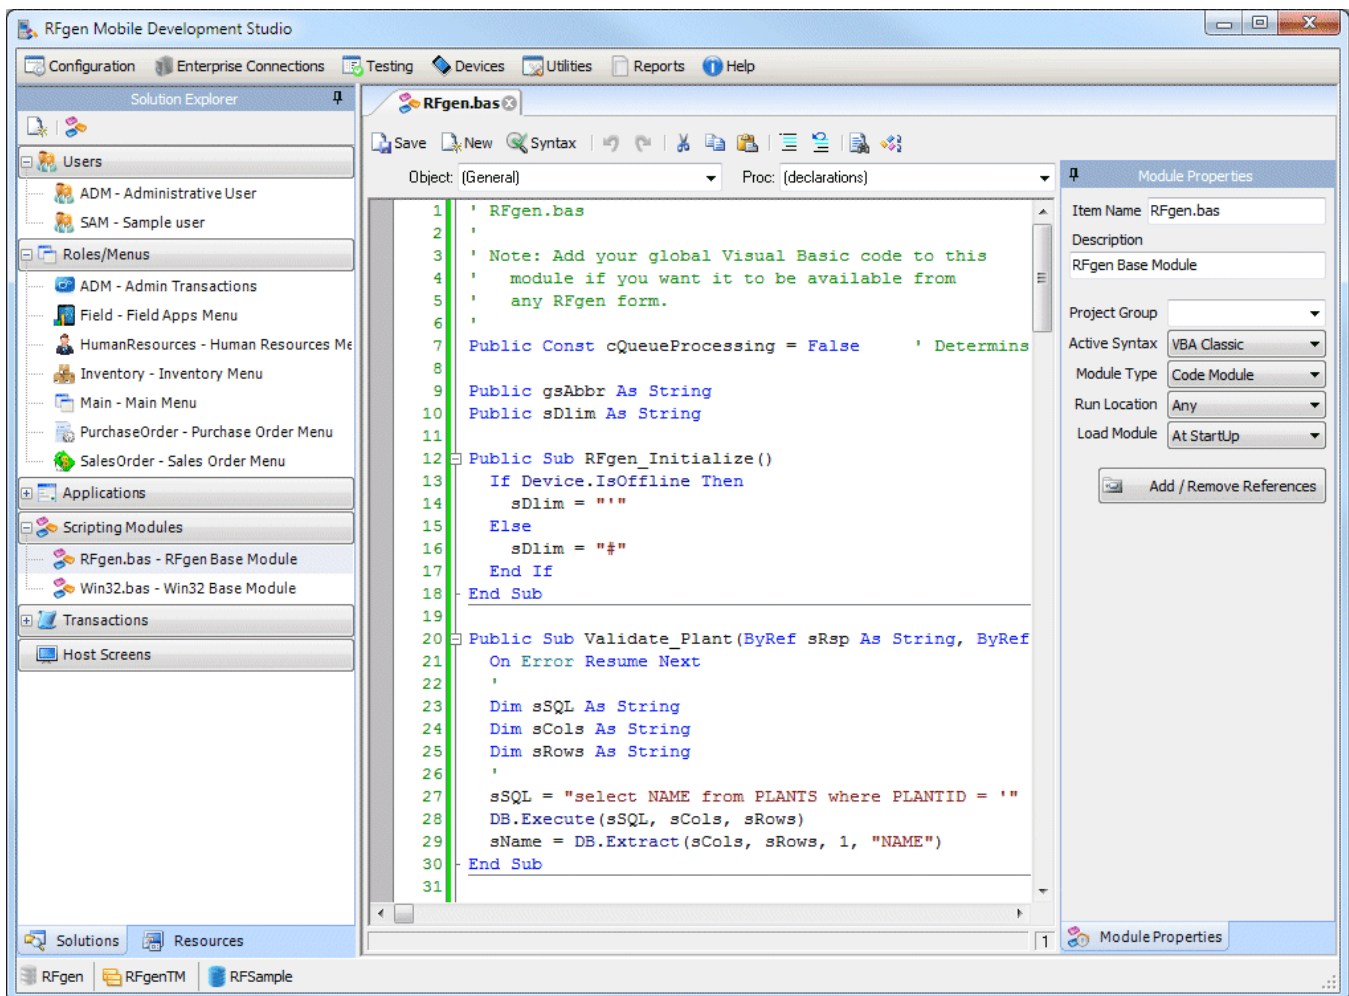 RFgen Mobile Development Studio
Configuration Enterprise Connections Testing Devices Utilities Reports Help
Solution Explorer
Users
ADM - Administrative User
SAM - Sample user
Roles/Menus
ADM - Admin Transactions
Field - Field Apps Menu
HumanResources - Human Resources Me
Inventory - Inventory Menu
Main - Main Menu
PurchaseOrder - Purchase Order Menu
SalesOrder - Sales Order Menu
Applications
Scripting Modules
RFgen.bas - RFgen Base Module
Win32.bas - Win32 Base Module
Transactions
Host Screens
Solutions Resources
RFgen.bas
Save New Syntax
Object: (General) Proc: (declarations)
1 ' RFgen.bas
2 '
3 ' Note: Add your global Visual Basic code to this
4 ' module if you want it to be available from
5 ' any RFgen form.
6 '
7 Public Const cQueueProcessing = False ' Determins
8
9 Public gsAbbr As String
10 Public sDlim As String
11
12 Public Sub RFgen_Initialize()
13 If Device.IsOffline Then
14 sDlim = "'"
15 Else
16 sDlim = "#"
17 End If
18 End Sub
19
20 Public Sub Validate_Plant(ByRef sRsp As String, ByRef
21 On Error Resume Next
22 '
23 Dim sSQL As String
24 Dim sCols As String
25 Dim sRows As String
26 '
27 sSQL = "select NAME from PLANTS where PLANTID = '"
28 DB.Execute(sSQL, sCols, sRows)
29 sName = DB.Extract(sCols, sRows, 1, "NAME")
30 End Sub
31
1
Module Properties
Item Name RFgen.bas
Description
RFgen Base Module
Project Group
Active Syntax VBA Classic
Module Type Code Module
Run Location Any
Load Module At StartUp
Add / Remove References
Module Properties
RFgen RFgenTM RFSample